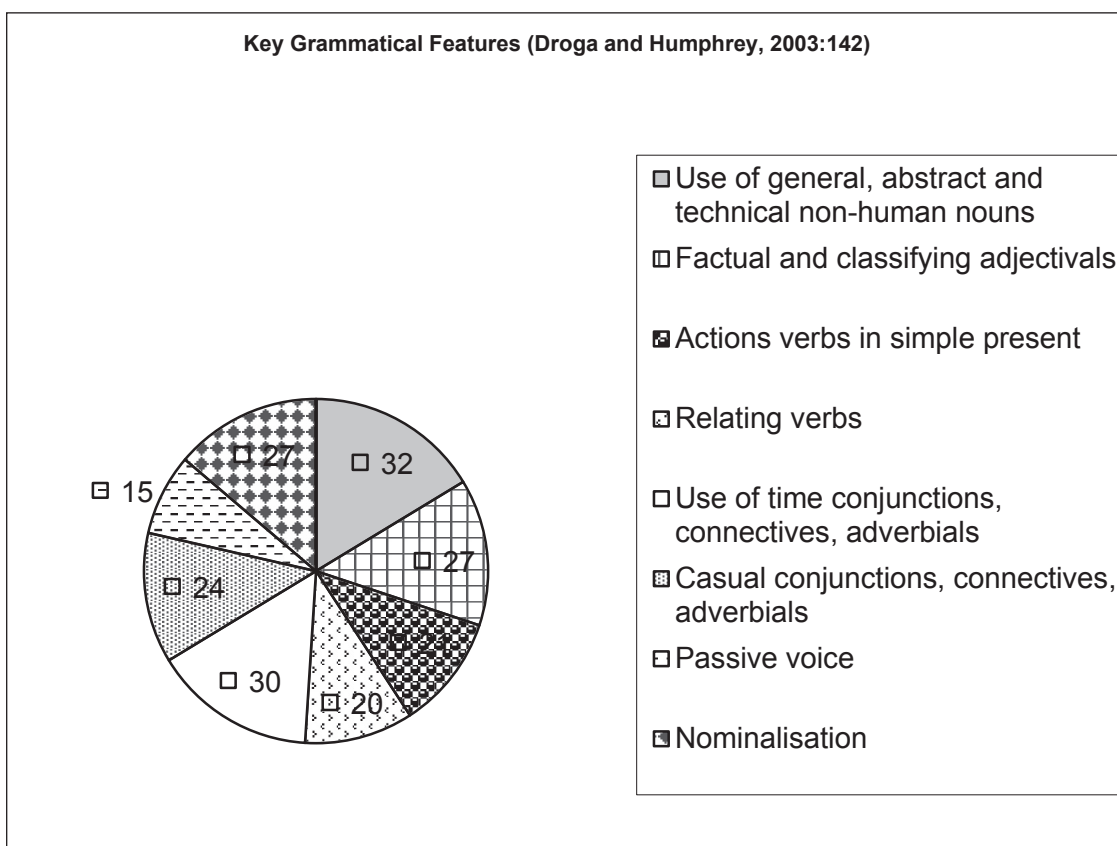 Key Grammatical Features (Droga and Humphrey, 2003:142)
Use of general, abstract and
technical non-human nouns
Factual and classifying adjectivals
Actions verbs in simple present
Relating verbs
Use of time conjunctions,
connectives, adverbials
Casual conjunctions, connectives,
adverbials
Passive voice
Nominalisation
27
32
15
27
24
21
30
20